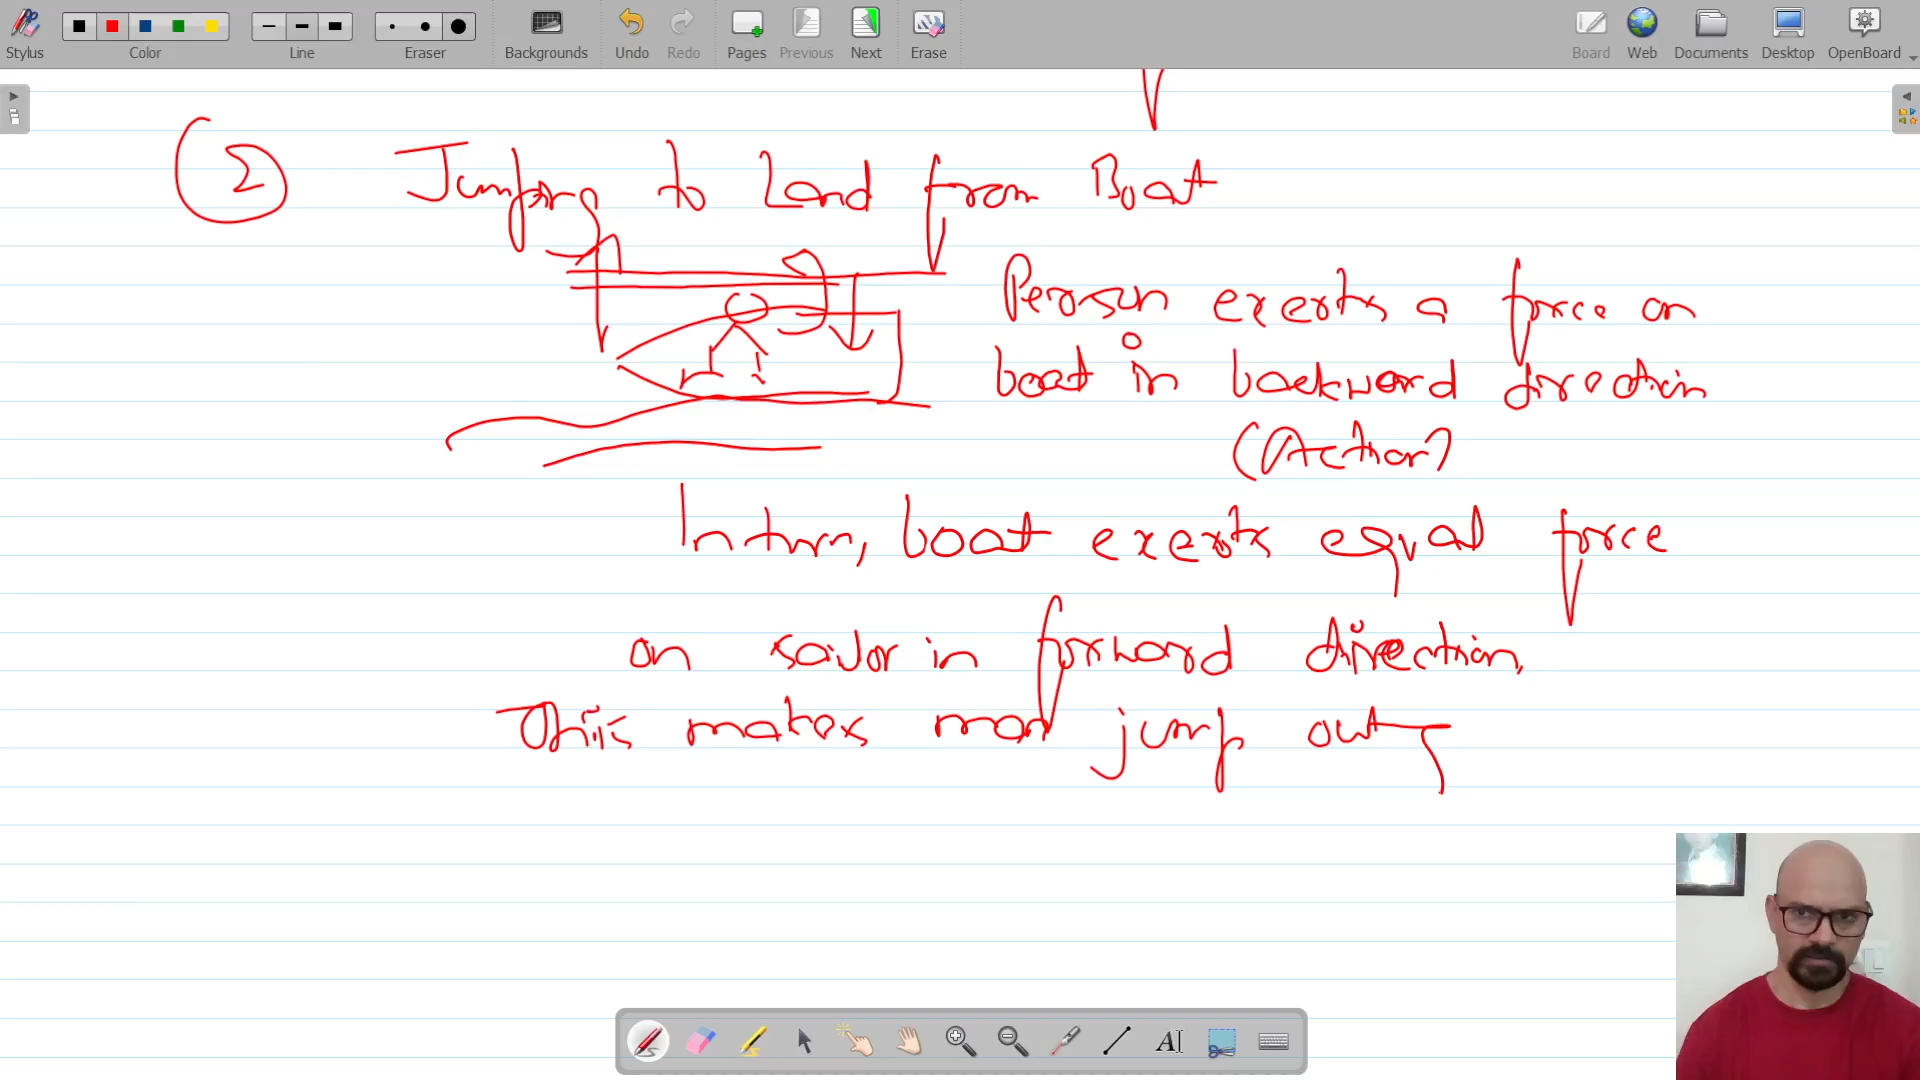 Stylus Color Line Eraser Backgrounds Undo Redo Pages Previous Next Erase Board Web Documents Desktop OpenBoard
2 Jumping to Land from Boat
Person exerts a force on
boat in backward direction
(Action)
In turn, boat exerts equal force
on sailor in forward direction,
This makes man jump out